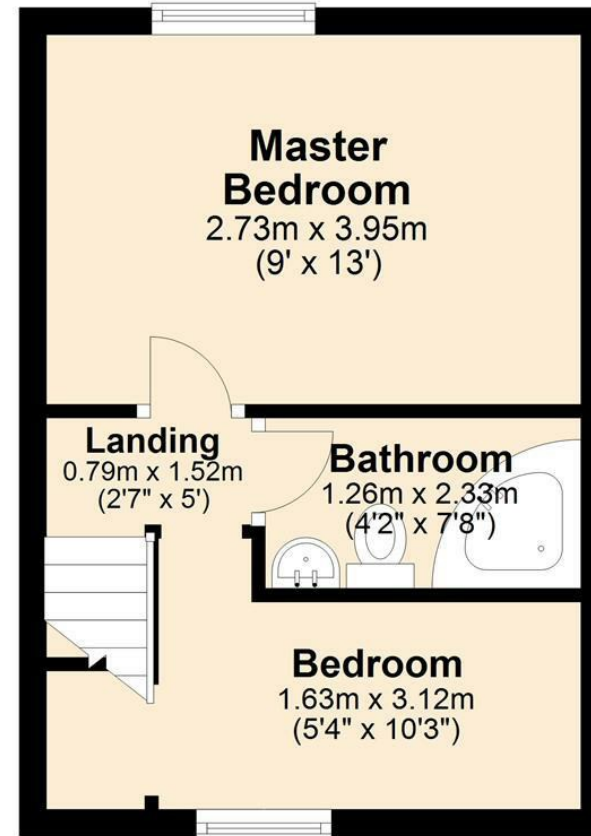 Master
Bedroom
2.73m x 3.95m
(9' x 13')
Landing
0.79m x 1.52m
(2'7" x 5')
Bathroom
1.26m x 2.33m
(4'2" x 7'8")
Bedroom
1.63m x 3.12m
(5'4" x 10'3")